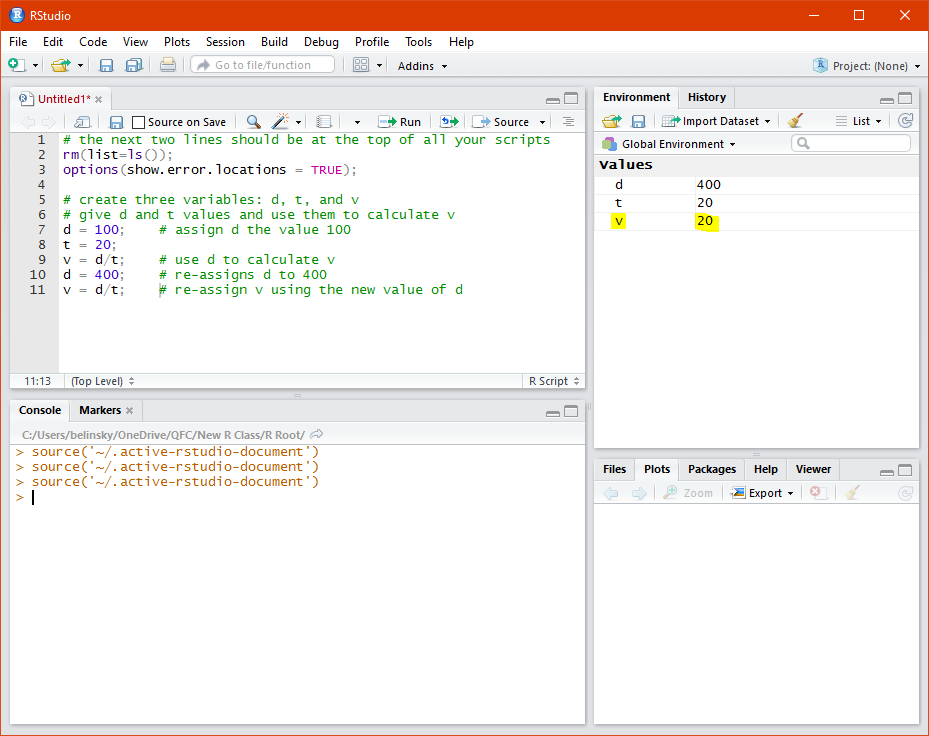 RStudio
File Edit Code View Plots Session Build Debug Profile Tools Help
Go to file/function Addins Project: (None)
Untitled1*
Source on Save Run Source
1 # the next two lines should be at the top of all your scripts
2 rm(list=ls());
3 options(show.error.locations = TRUE);
4
5 # create three variables: d, t, and v
6 # give d and t values and use them to calculate v
7 d = 100; # assign d the value 100
8 t = 20;
9 v = d/t; # use d to calculate v
10 d = 400; # re-assigns d to 400
11 v = d/t; # re-assign v using the new value of d
11:13 (Top Level) R Script
Console Markers
C:/Users/belinsky/OneDrive/QFC/New R Class/R Root/
> source('~/.active-rstudio-document')
> source('~/.active-rstudio-document')
> source('~/.active-rstudio-document')
>
Environment History
Import Dataset List
Global Environment
Values
d 400
t 20
v 20
Files Plots Packages Help Viewer
Zoom Export